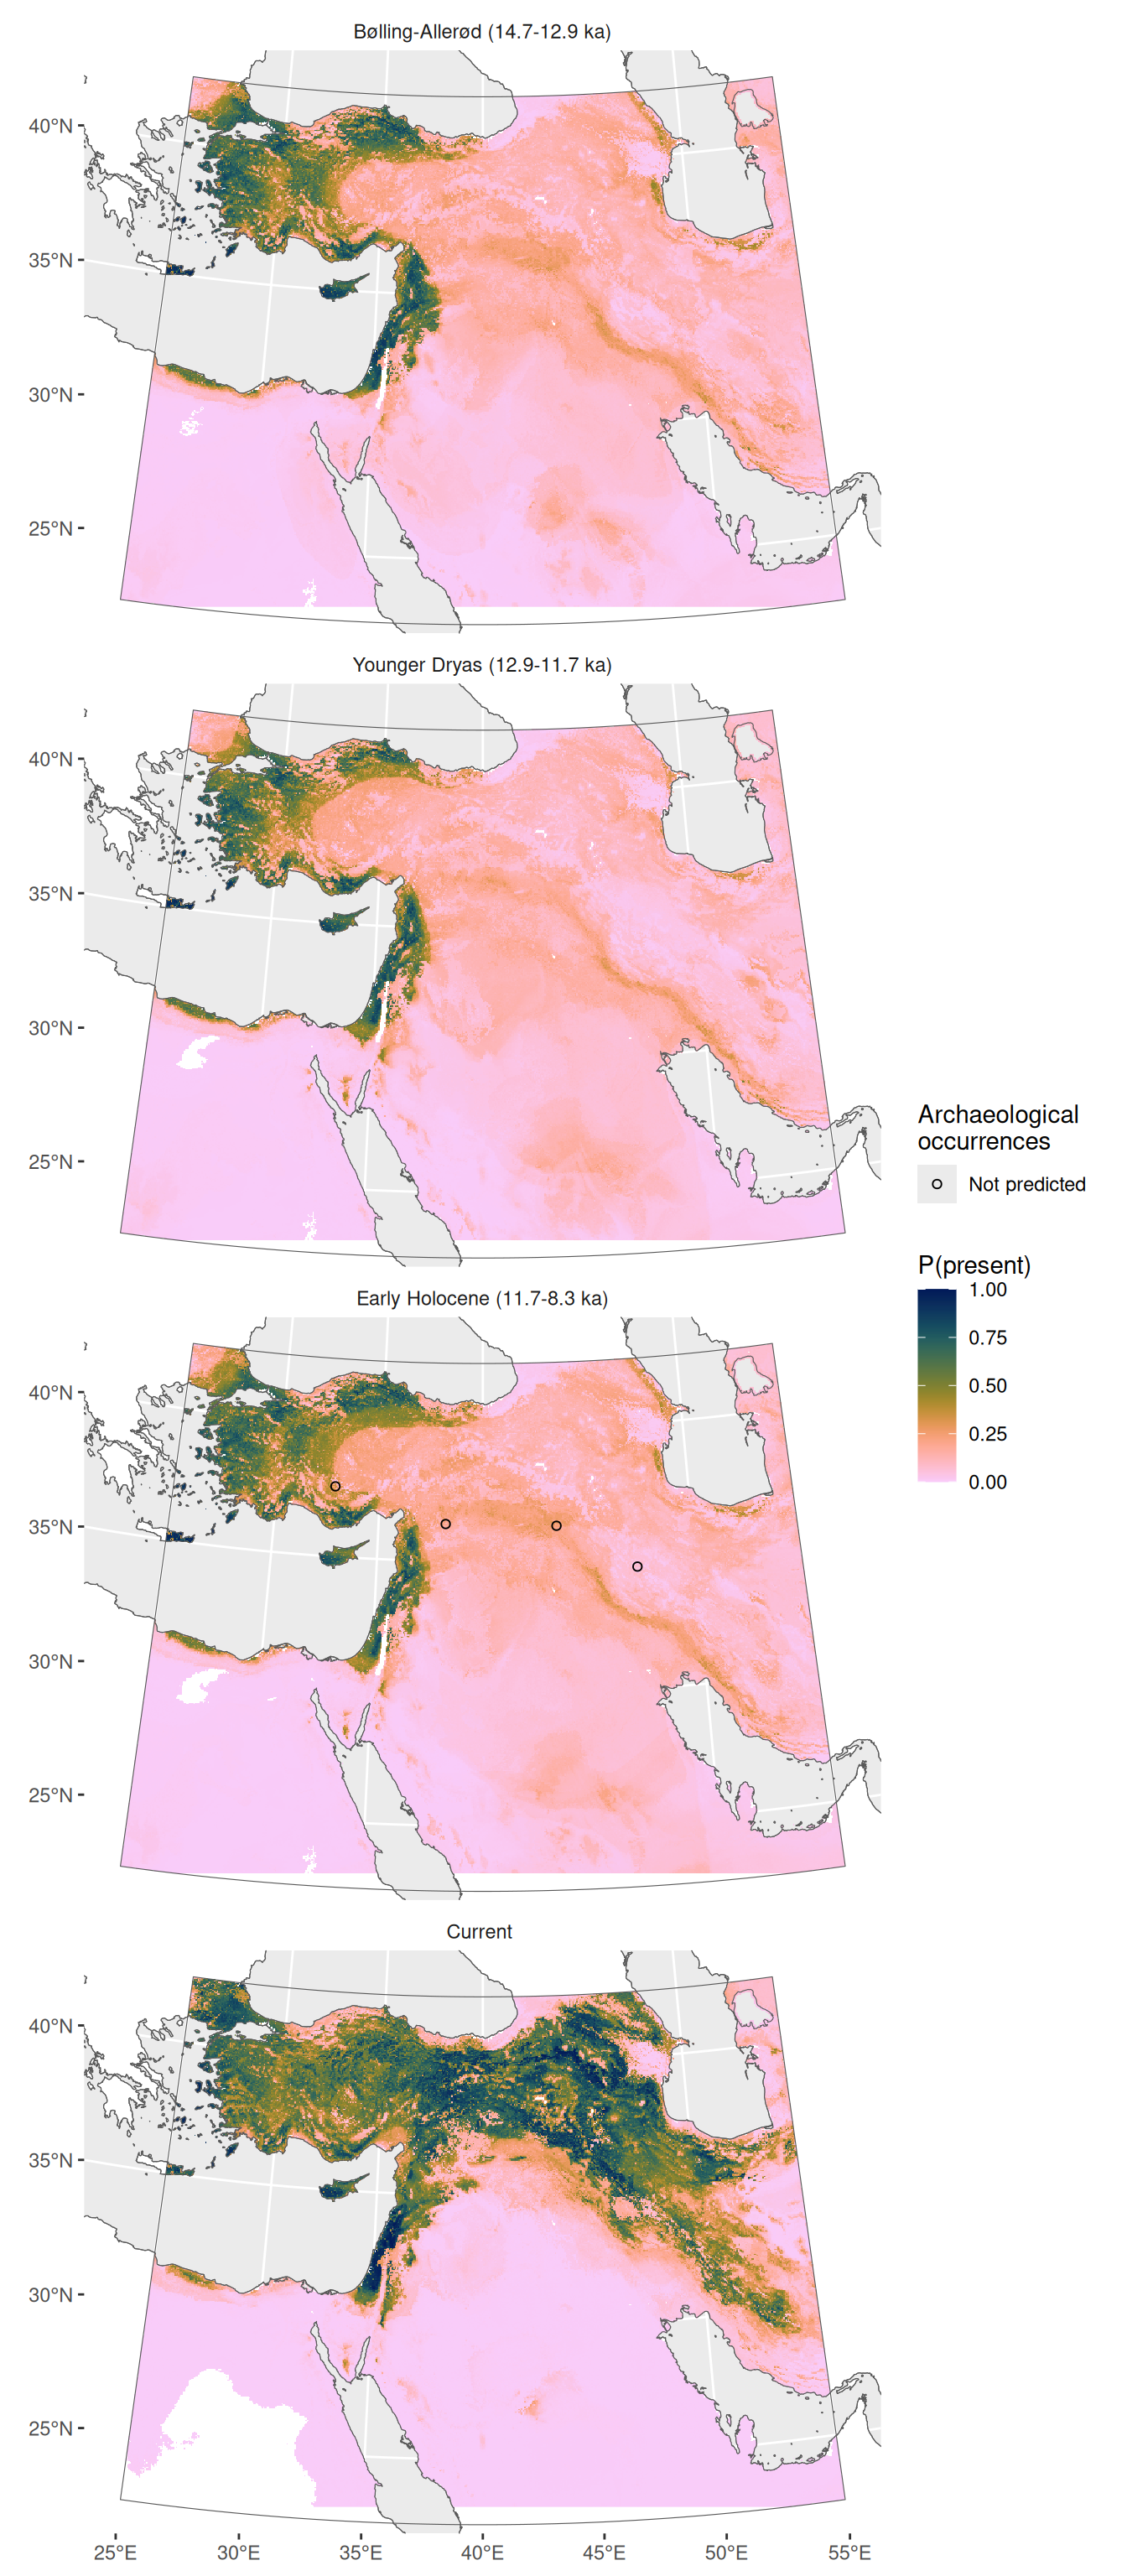 Bølling-Allerød (14.7-12.9 ka)
40°N
35°N
30°N
25°N
Younger Dryas (12.9-11.7 ka)
40°N
35°N
30°N
25°N
Archaeological
occurrences
Not predicted
P(present)
1.00
0.75
0.50
0.25
0.00
Early Holocene (11.7-8.3 ka)
40°N
35°N
30°N
25°N
Current
40°N
35°N
30°N
25°N
25°E 30°E 35°E 40°E 45°E 50°E 55°E